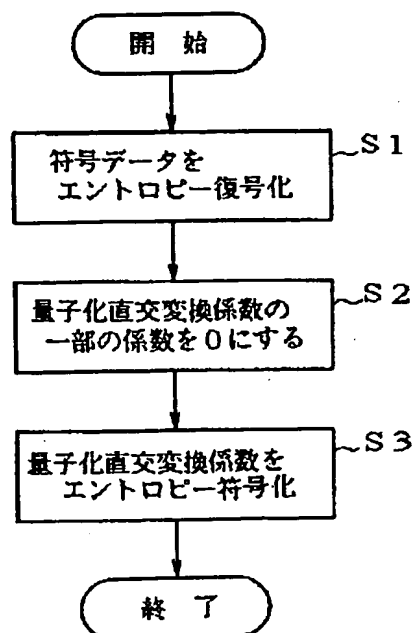 開 始
S1
符号データを
エントロピー復号化
S2
量子化直交変換係数の
一部の係数を0にする
S3
量子化直交変換係数を
エントロピー符号化
終 了